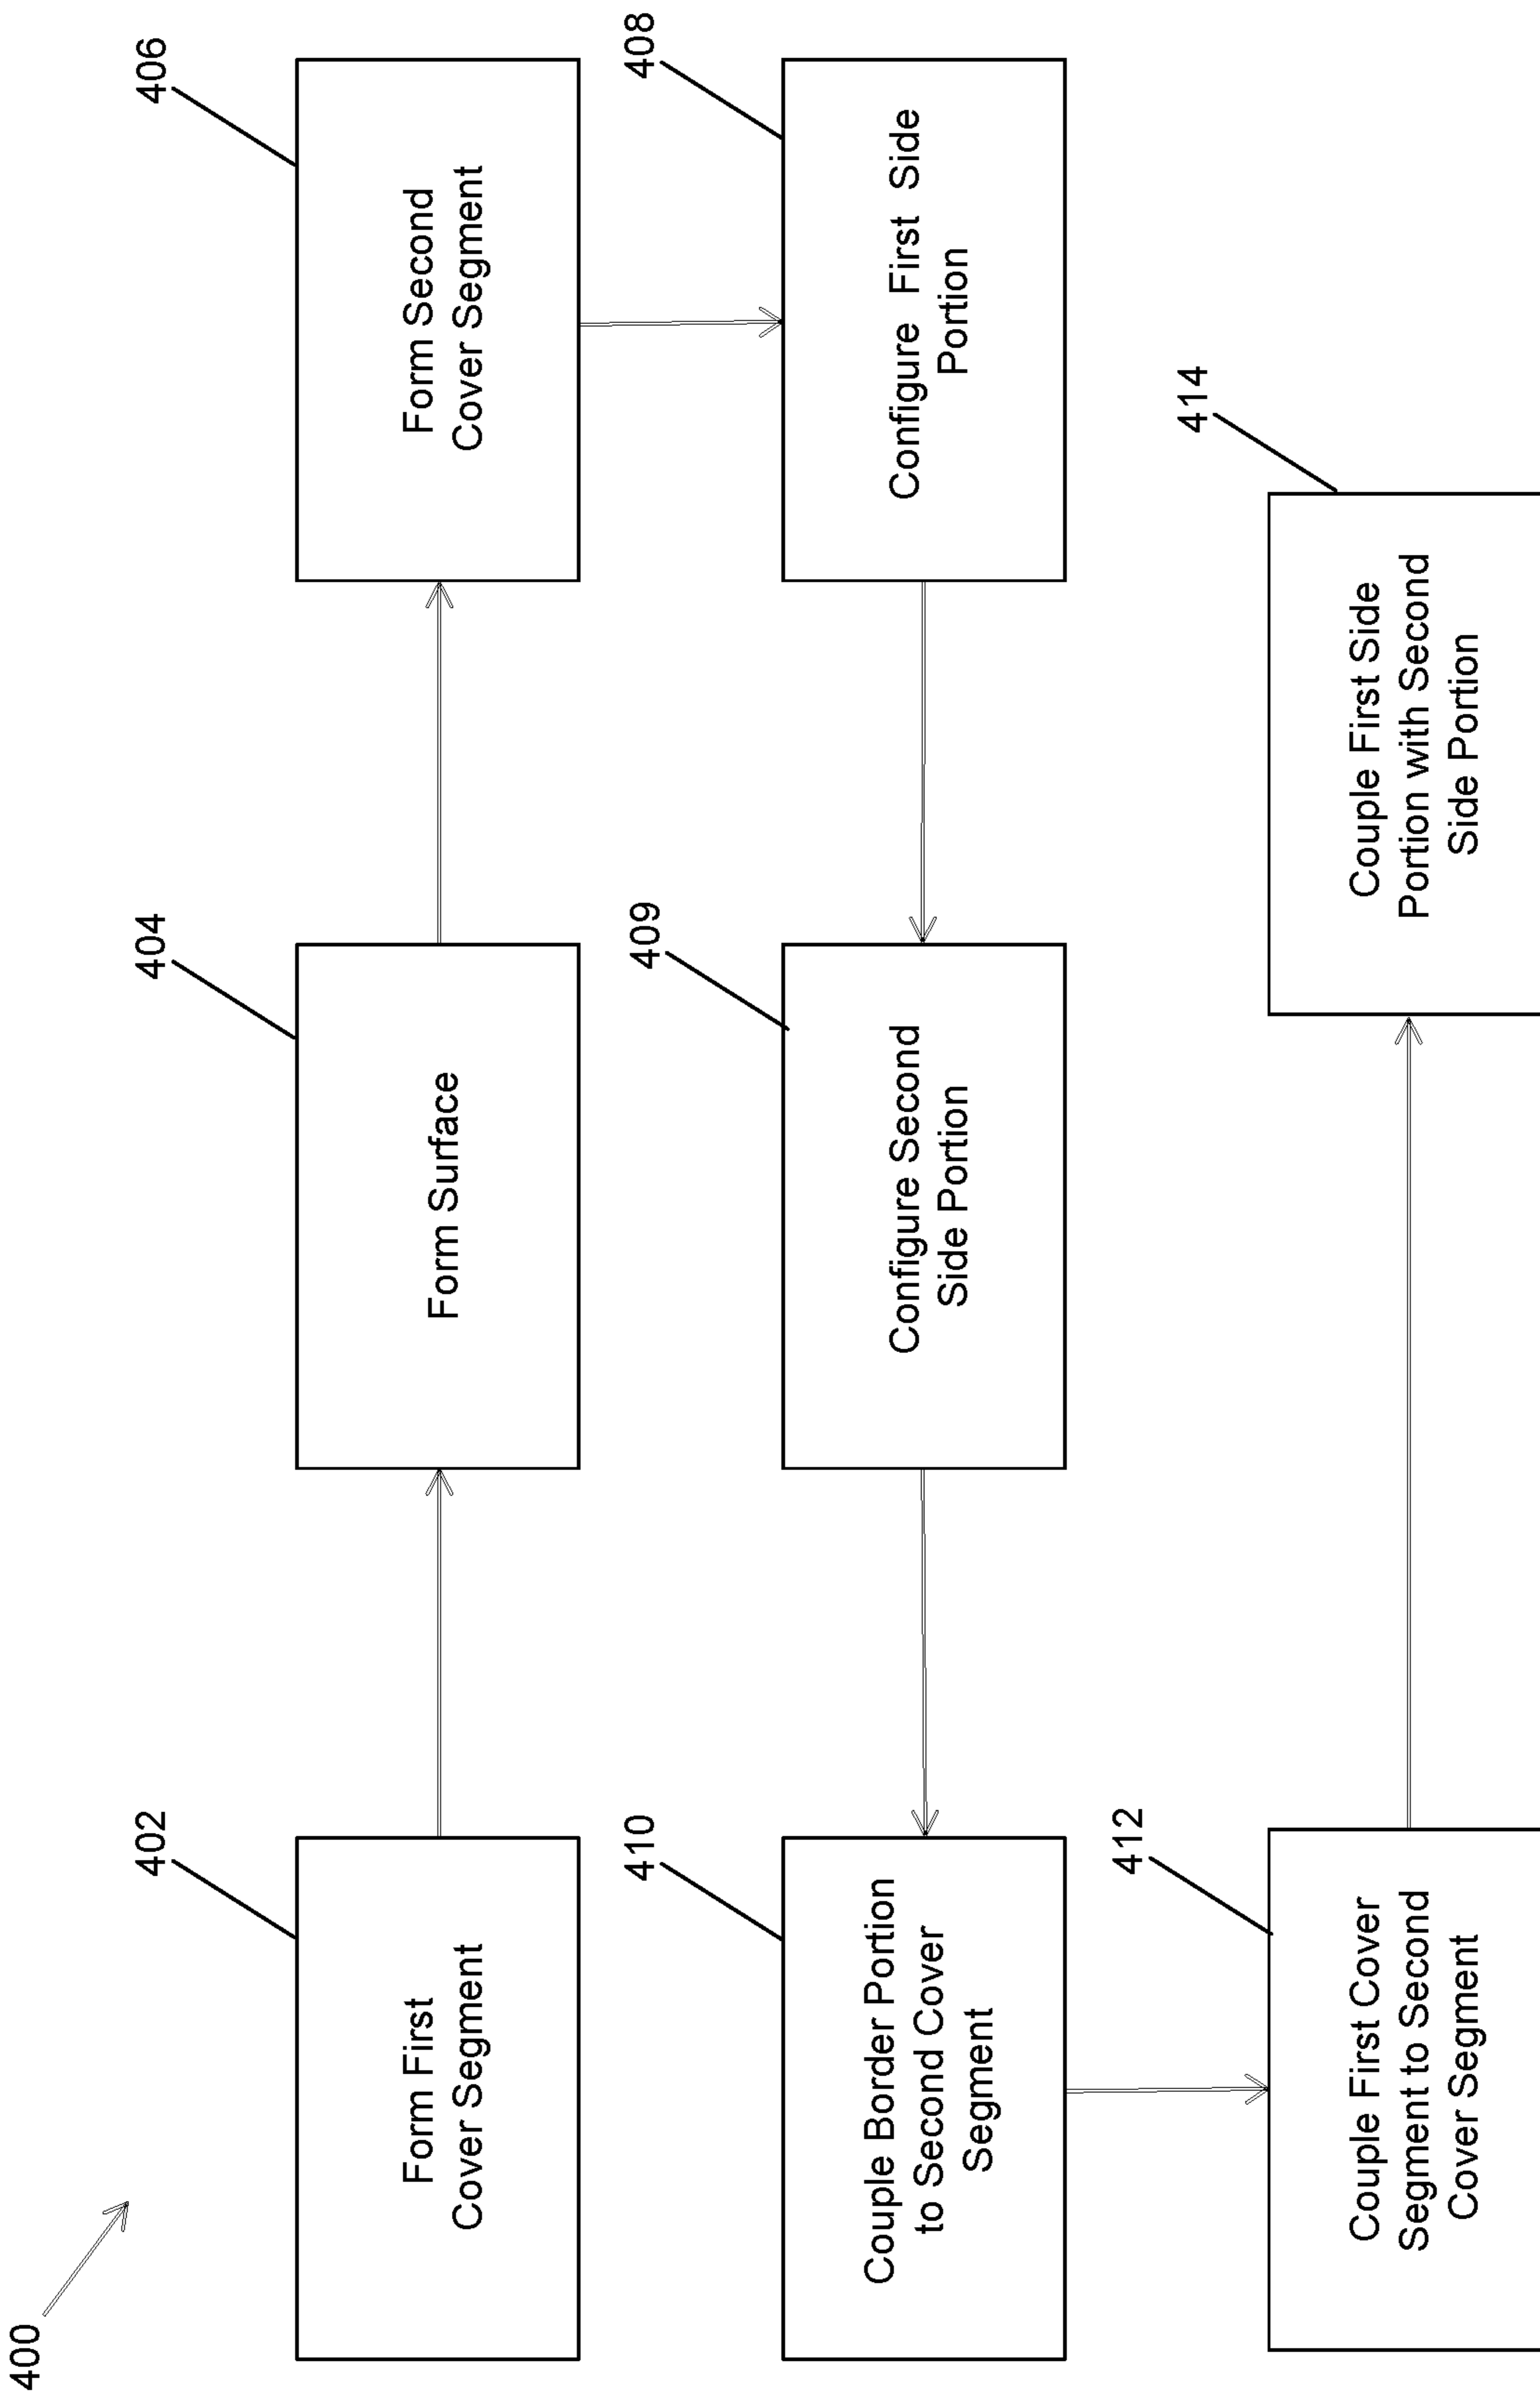 400
402
Form First
Cover Segment
404
Form Surface
406
Form Second
Cover Segment
408
Configure First Side
Portion
409
Configure Second
Side Portion
410
Couple Border Portion
to Second Cover
Segment
412
Couple First Cover
Segment to Second
Cover Segment
414
Couple First Side
Portion with Second
Side Portion